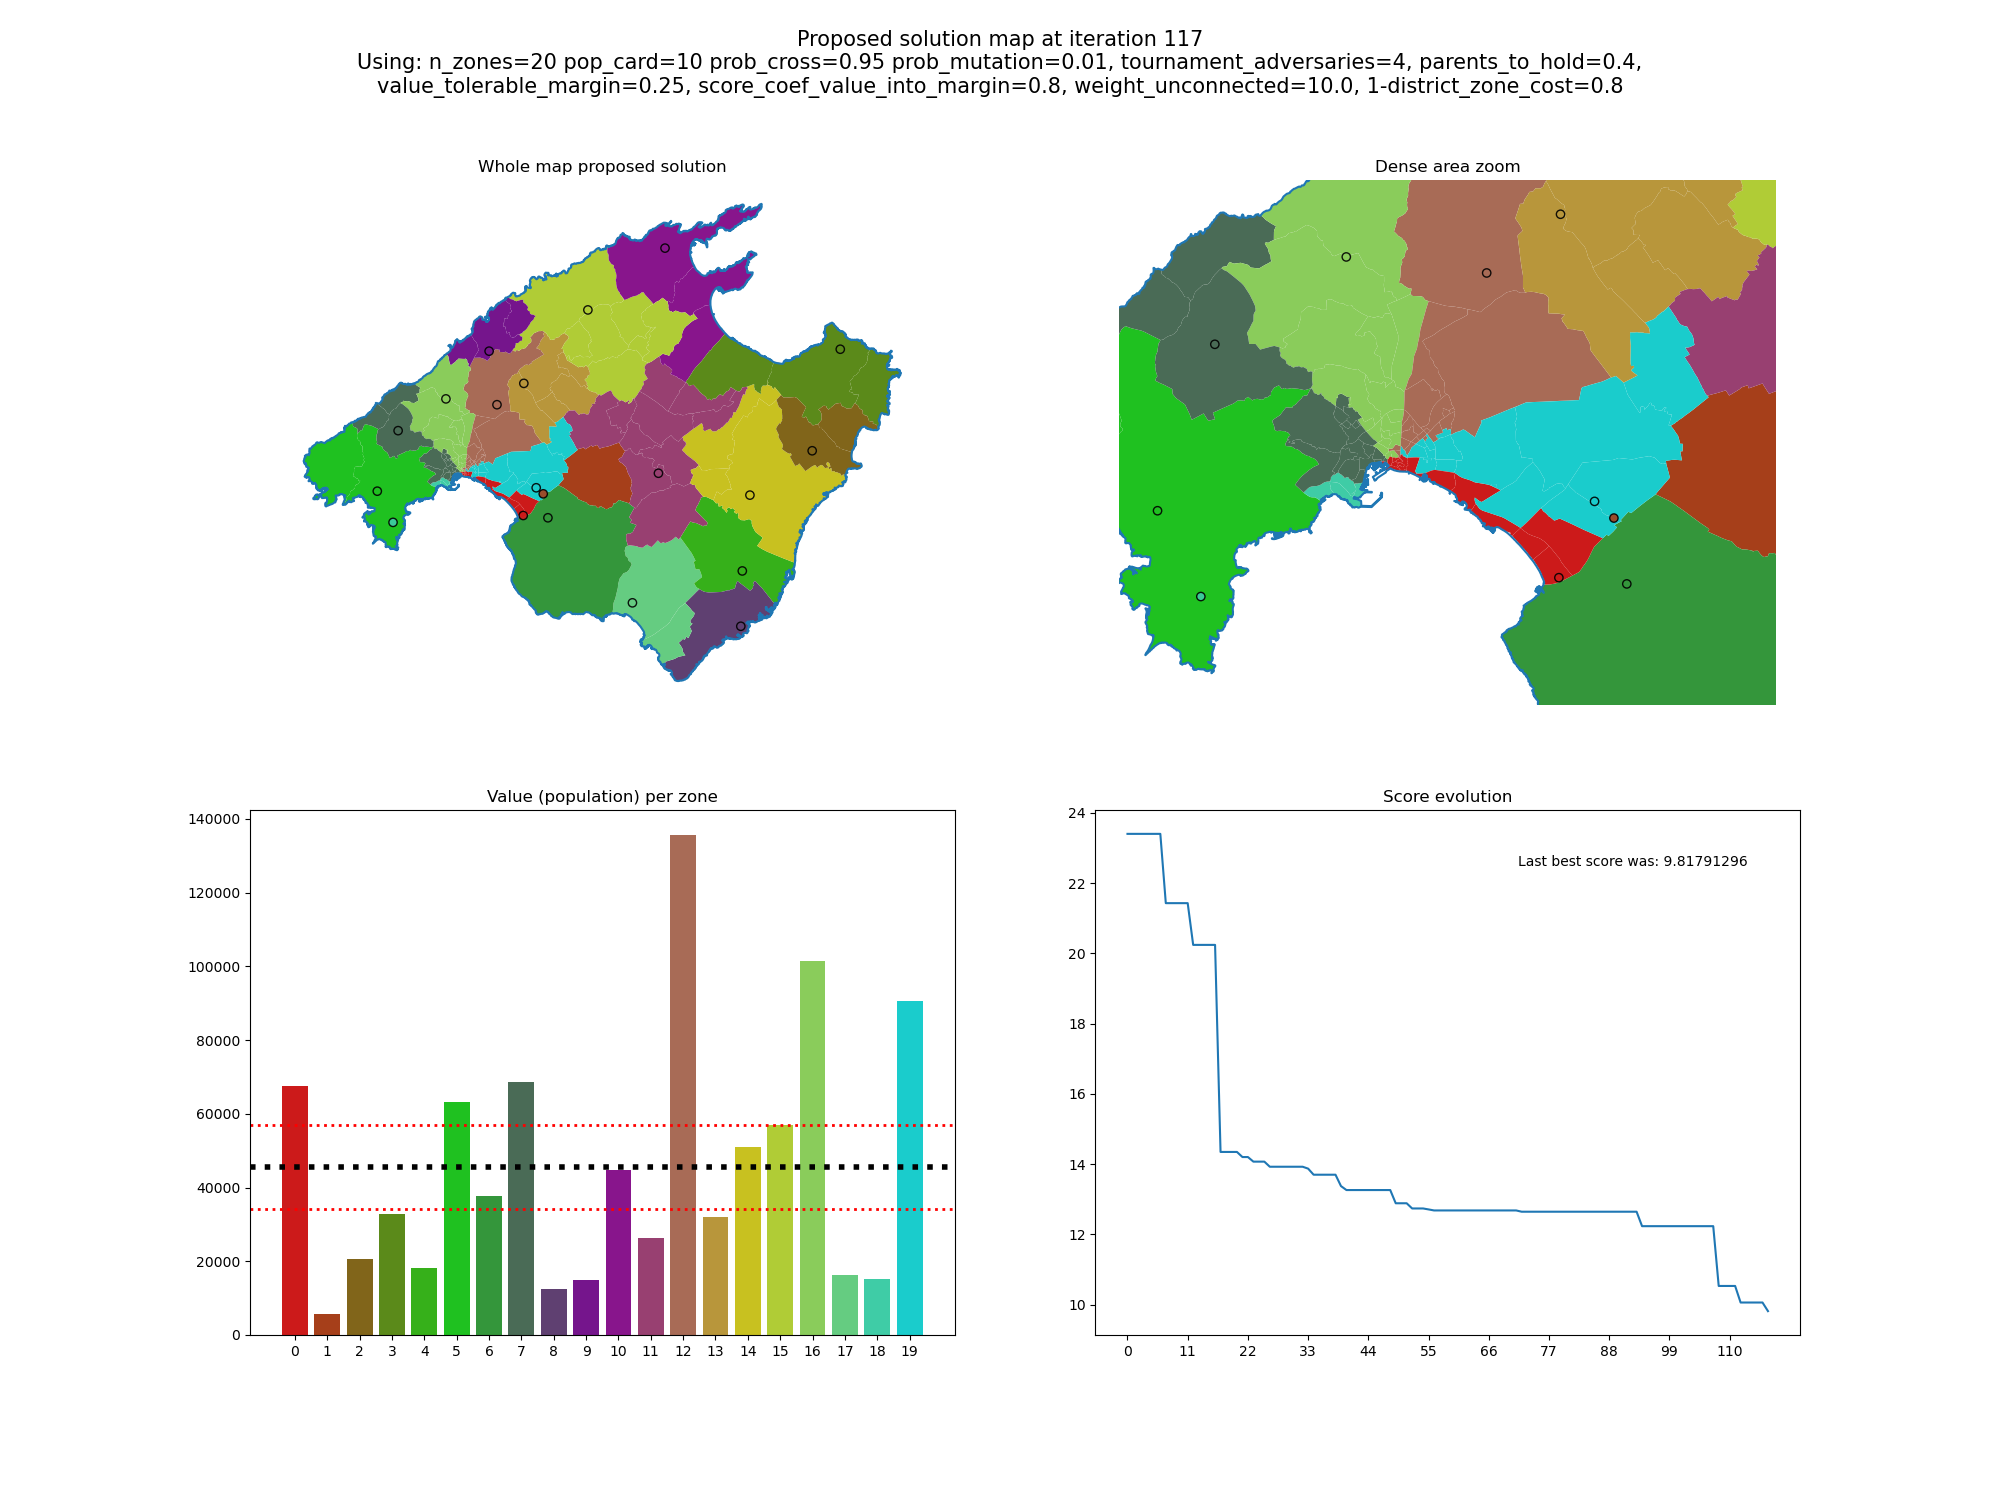 Proposed solution map at iteration 117
Using: n_zones=20 pop_card=10 prob_cross=0.95 prob_mutation=0.01, tournament_adversaries=4, parents_to_hold=0.4,
value_tolerable_margin=0.25, score_coef_value_into_margin=0.8, weight_unconnected=10.0, 1-district_zone_cost=0.8
Whole map proposed solution
Dense area zoom
Value (population) per zone
140000
120000
100000
80000
60000
40000
20000
0
0 1 2 3 4 5 6 7 8 9 10 11 12 13 14 15 16 17 18 19
Score evolution
Last best score was: 9.81791296
24
22
20
18
16
14
12
10
0 11 22 33 44 55 66 77 88 99 110